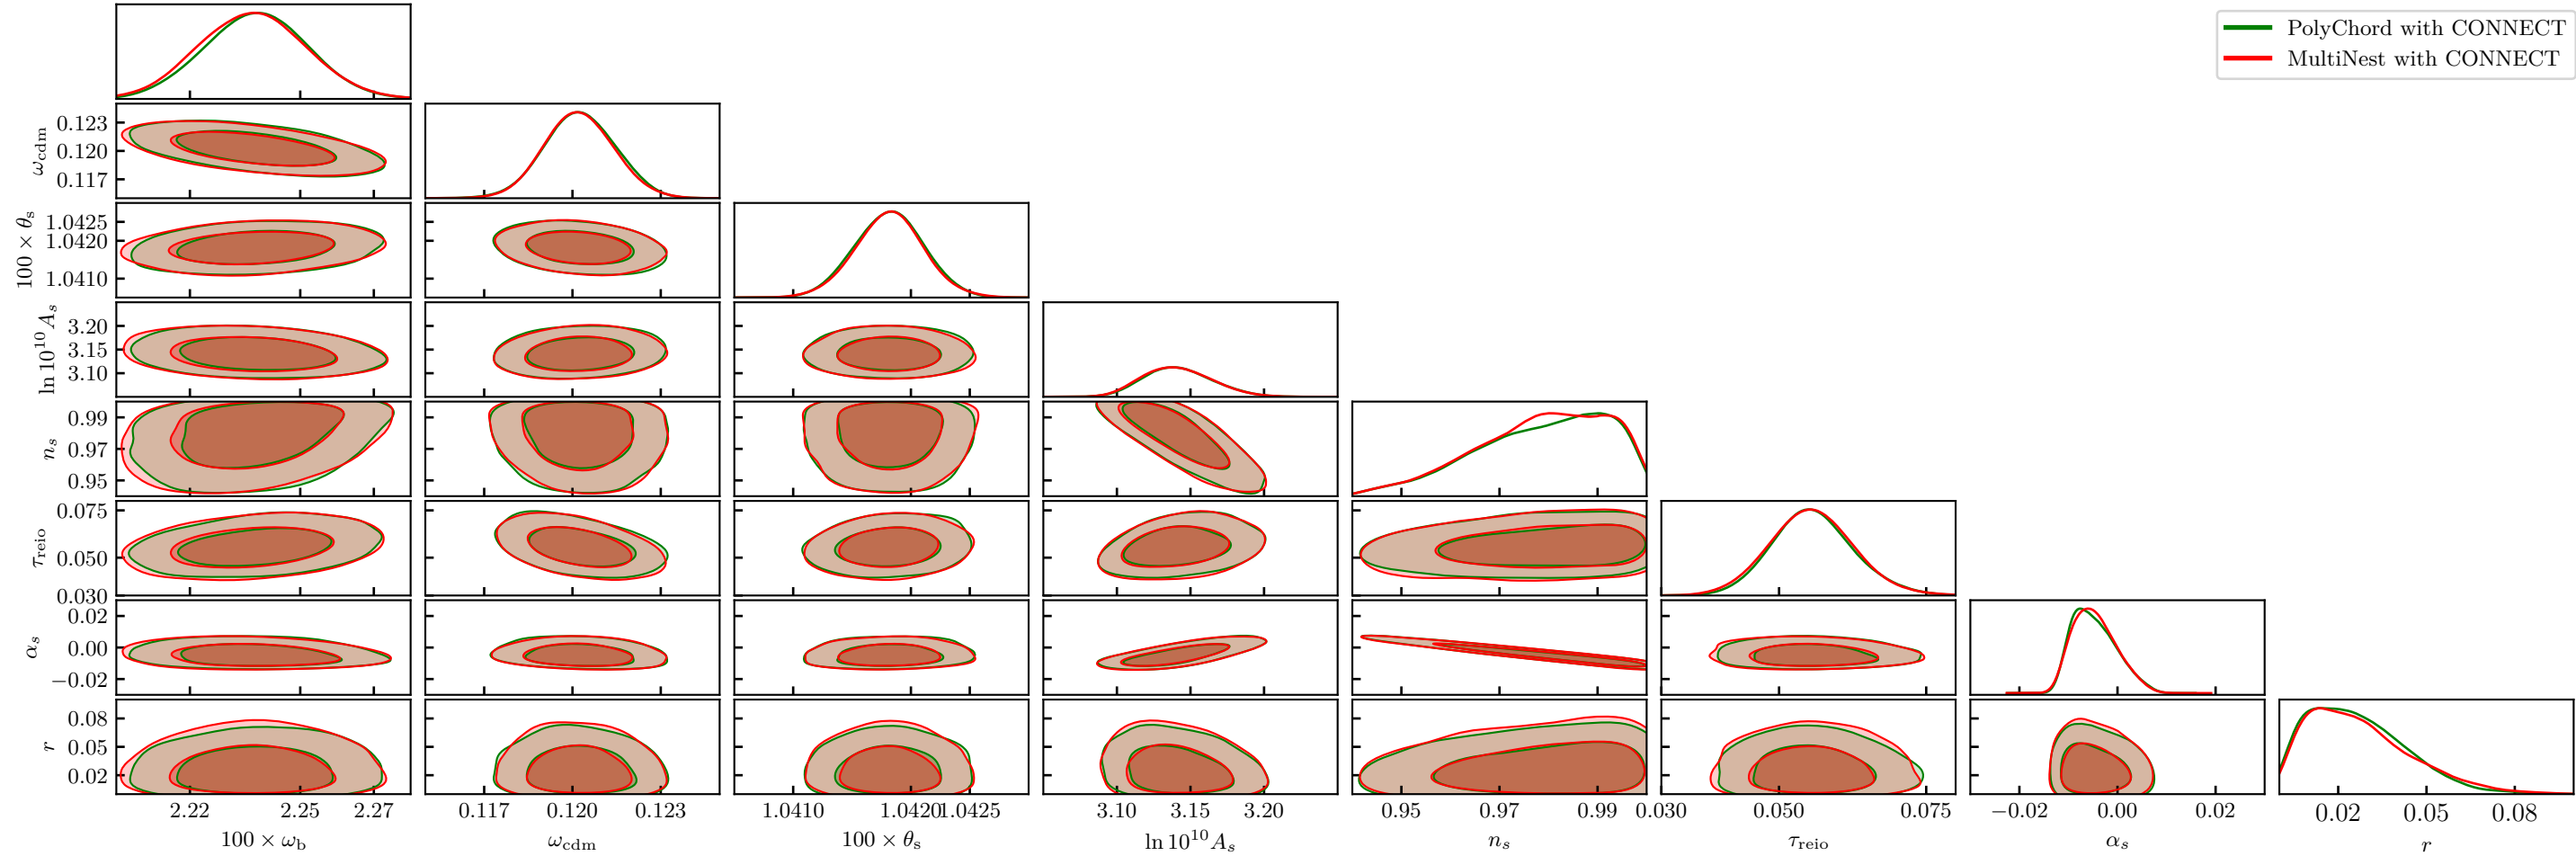 PolyChord with CONNECT
MultiNest with CONNECT
ω_cdm
0.123
0.120
0.117
100 × θ_s
1.0425
1.0420
1.0410
ln 10^10 A_s
3.20
3.15
3.10
n_s
0.99
0.97
0.95
τ_reio
0.075
0.050
0.030
α_s
0.02
0.00
−0.02
r
0.08
0.05
0.02
2.22 2.25 2.27 0.117 0.120 0.123 1.0410 1.0420 1.0425 3.10 3.15 3.20 0.95 0.97 0.99 0.030 0.050 0.075 −0.02 0.00 0.02 0.02 0.05 0.08
100 × ω_b ω_cdm 100 × θ_s ln 10^10 A_s n_s τ_reio α_s r